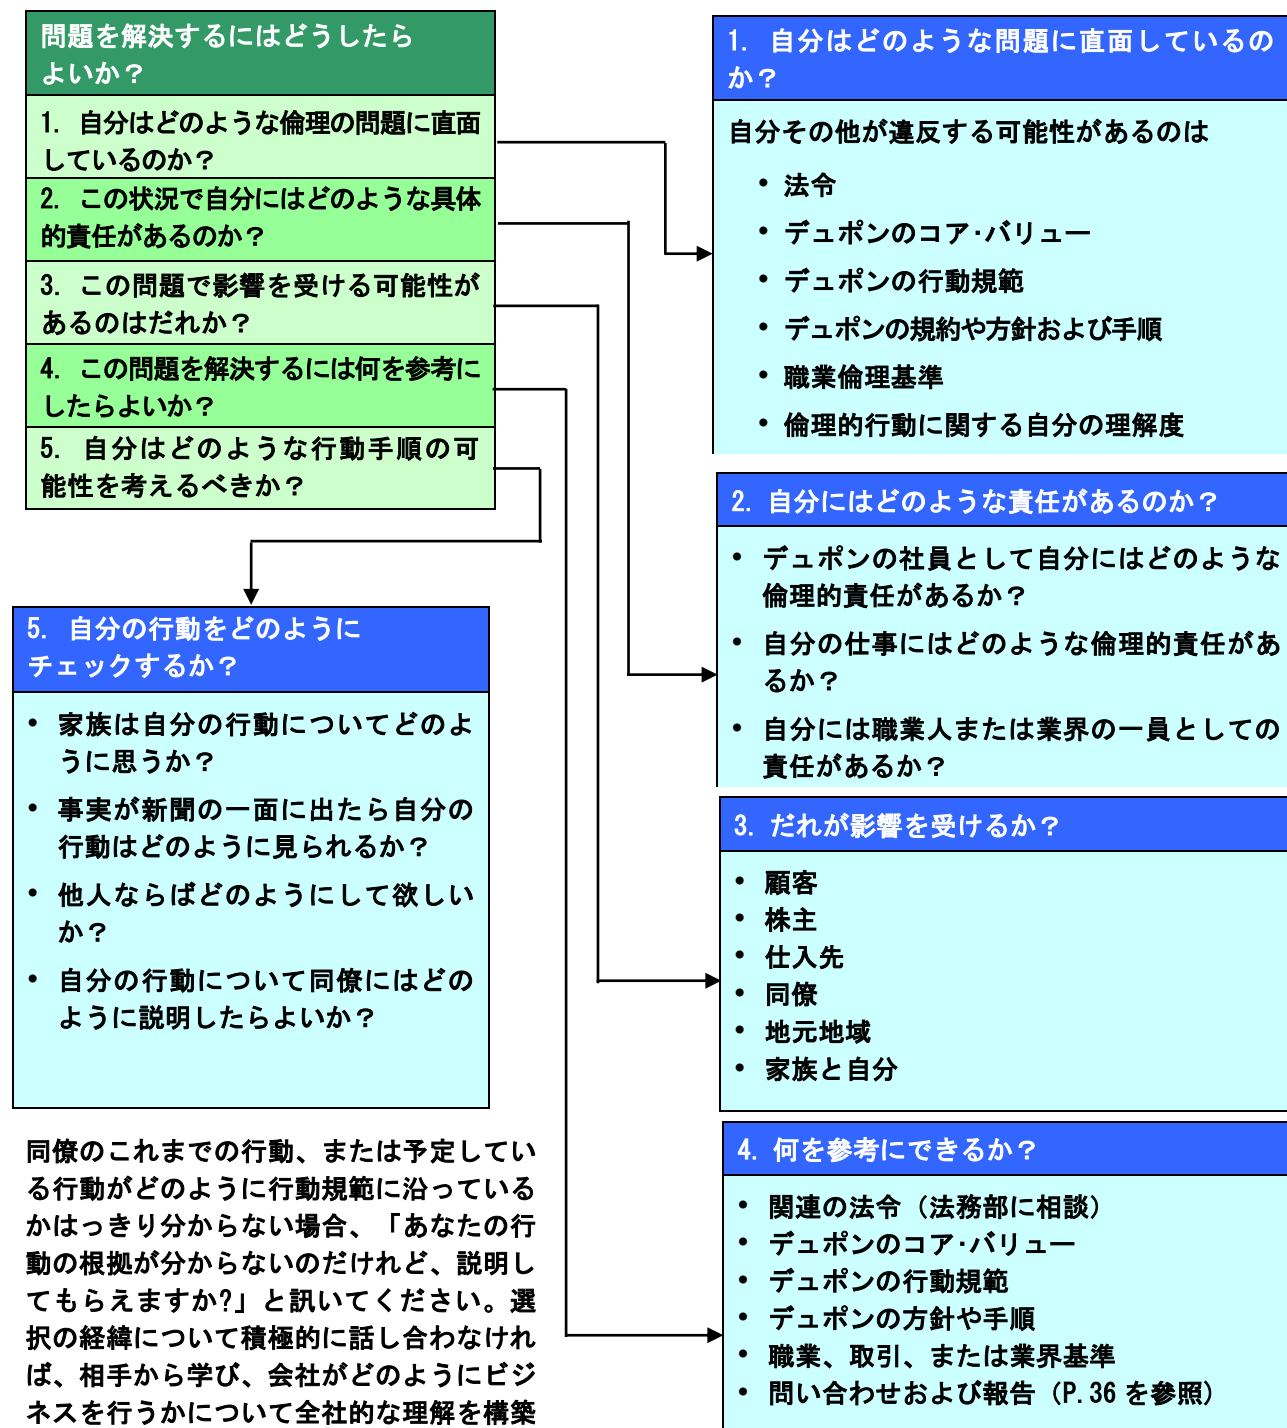 問題を解決するにはどうしたら
よいか？
1. 自分はどのような倫理の問題に直面
しているのか？
2. この状況で自分にはどのような具体
的責任があるのか？
3. この問題で影響を受ける可能性が
あるのはだれか？
4. この問題を解決するには何を参考に
したらよいか？
5. 自分はどのような行動手順の可
能性を考えるべきか？
1. 自分はどのような問題に直面しているの
か？
自分その他が違反する可能性があるのは
• 法令
• デュポンのコア･バリュー
• デュポンの行動規範
• デュポンの規約や方針および手順
• 職業倫理基準
• 倫理的行動に関する自分の理解度
2. 自分にはどのような責任があるのか？
• デュポンの社員として自分にはどのような
倫理的責任があるか？
• 自分の仕事にはどのような倫理的責任があ
るか？
• 自分には職業人または業界の一員としての
責任があるか？
3. だれが影響を受けるか？
• 顧客
• 株主
• 仕入先
• 同僚
• 地元地域
• 家族と自分
4. 何を参考にできるか？
• 関連の法令（法務部に相談）
• デュポンのコア･バリュー
• デュポンの行動規範
• デュポンの方針や手順
• 職業、取引、または業界基準
• 問い合わせおよび報告（P.36 を参照）
5. 自分の行動をどのように
チェックするか？
• 家族は自分の行動についてどのよ
うに思うか？
• 事実が新聞の一面に出たら自分の
行動はどのように見られるか？
• 他人ならばどのようにして欲しい
か？
• 自分の行動について同僚にはどの
ように説明したらよいか？
同僚のこれまでの行動、または予定してい
る行動がどのように行動規範に沿っている
かはっきり分からない場合、「あなたの行
動の根拠が分からないのだけれど、説明し
てもらえますか?」と訊いてください。選
択の経緯について積極的に話し合わなけれ
ば、相手から学び、会社がどのようにビジ
ネスを行うかについて全社的な理解を構築